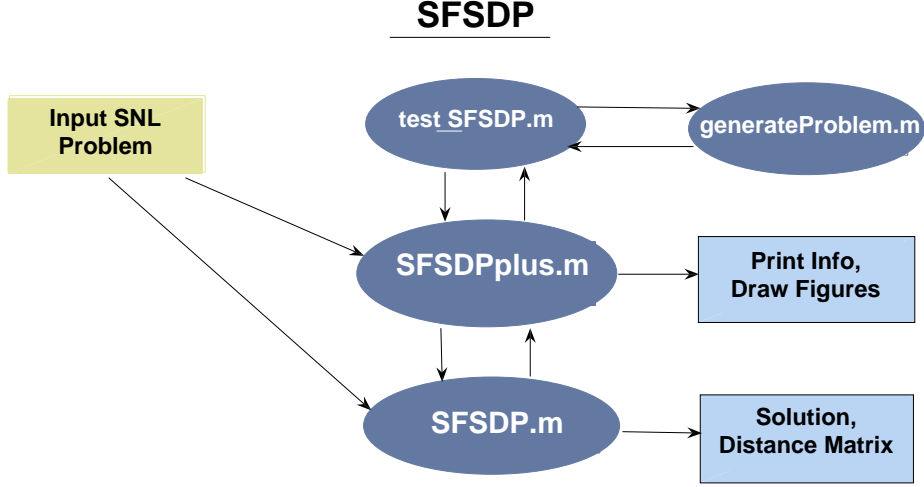 SFSDP
Input SNL
Problem
test_SFSDP.m
generateProblem.m
SFSDPplus.m
Print Info,
Draw Figures
SFSDP.m
Solution,
Distance Matrix